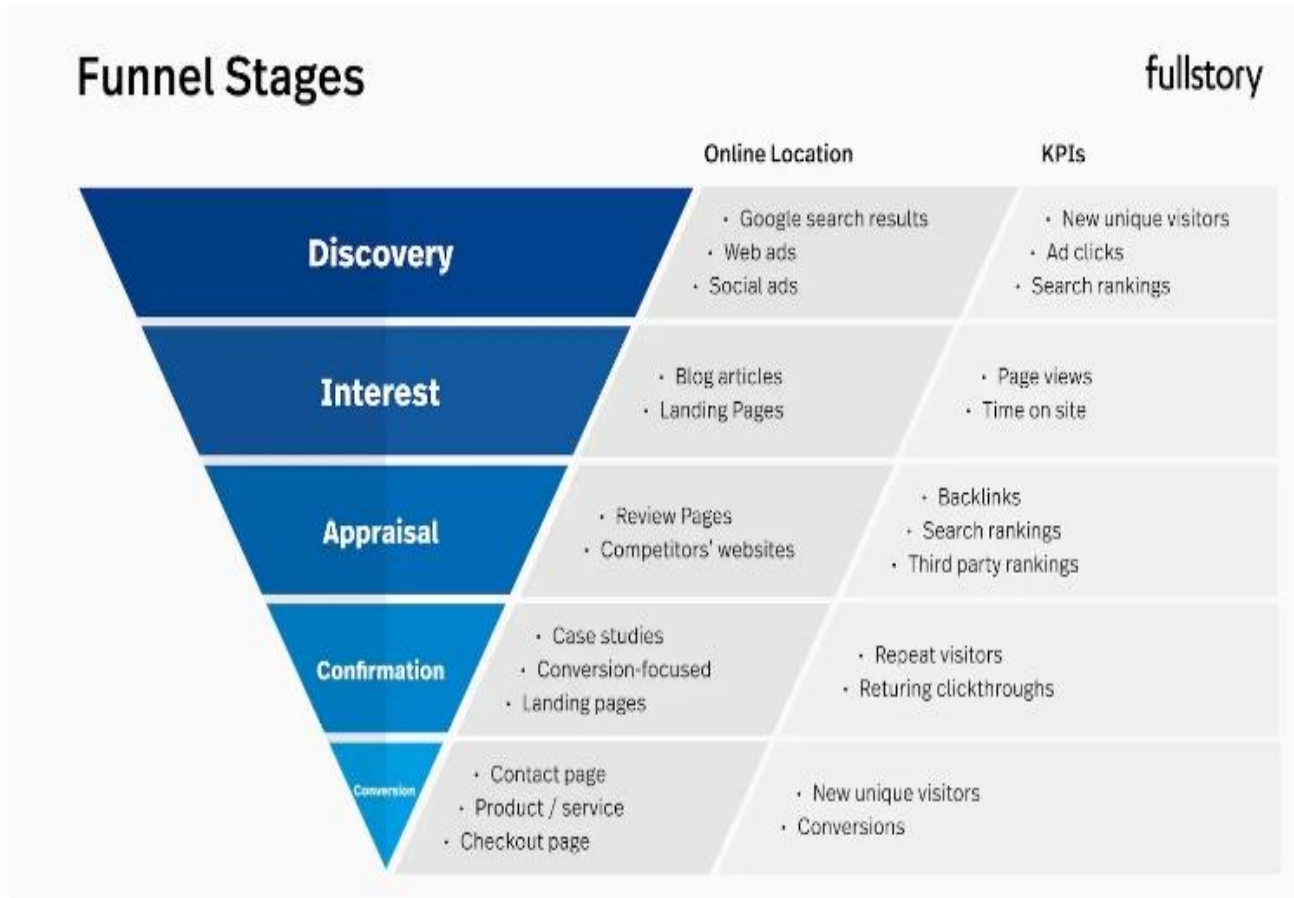 Funnel Stages
fullstory
Online Location
KPIs
Discovery
· Google search results
· Web ads
· Social ads
· New unique visitors
· Ad clicks
· Search rankings
Interest
· Blog articles
· Landing Pages
· Page views
· Time on site
Appraisal
· Review Pages
· Competitors' websites
· Backlinks
· Search rankings
· Third party rankings
Confirmation
· Case studies
· Conversion-focused
· Landing pages
· Repeat visitors
· Returing clickthroughs
Conversion
· Contact page
· Product / service
· Checkout page
· New unique visitors
· Conversions